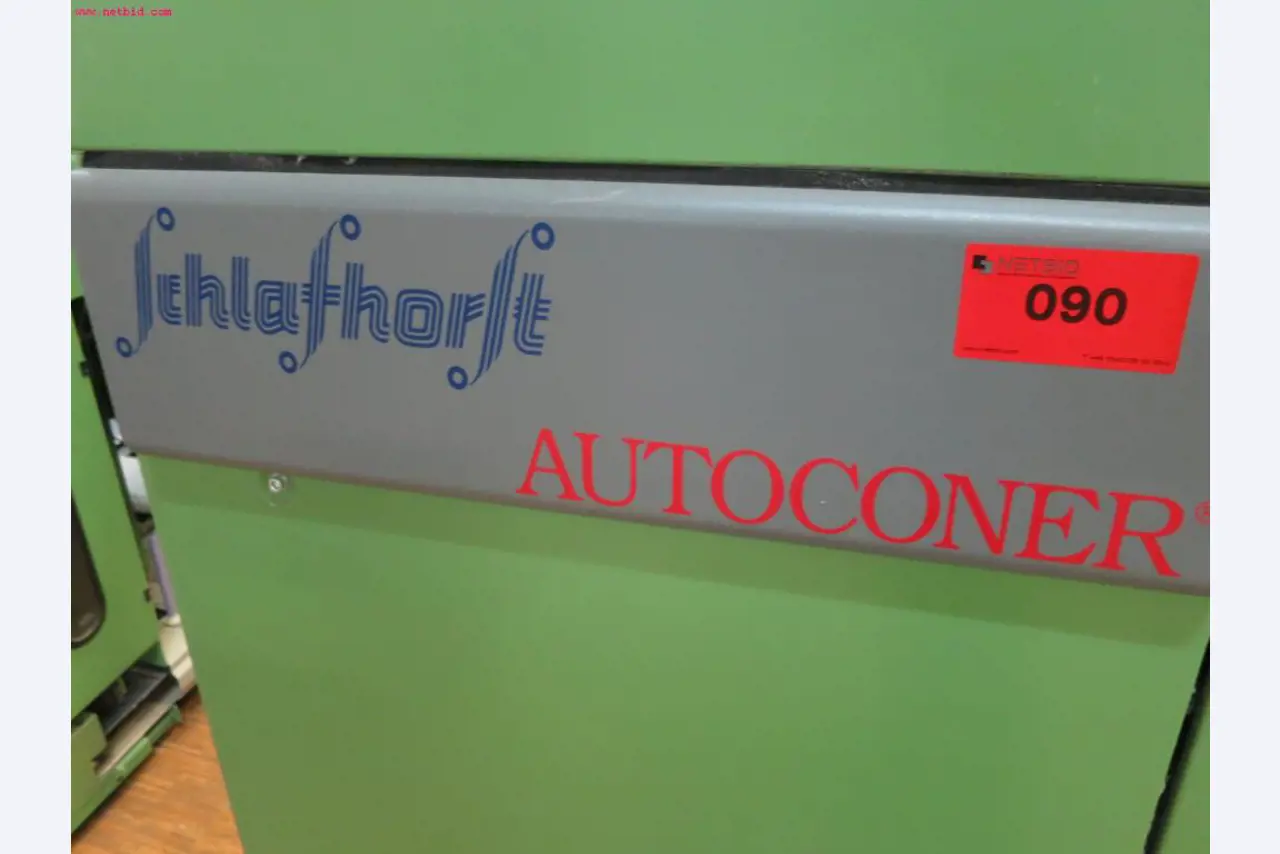 www.netbid.com
Schlafhorst
NETBID
090
AUTOCONER®